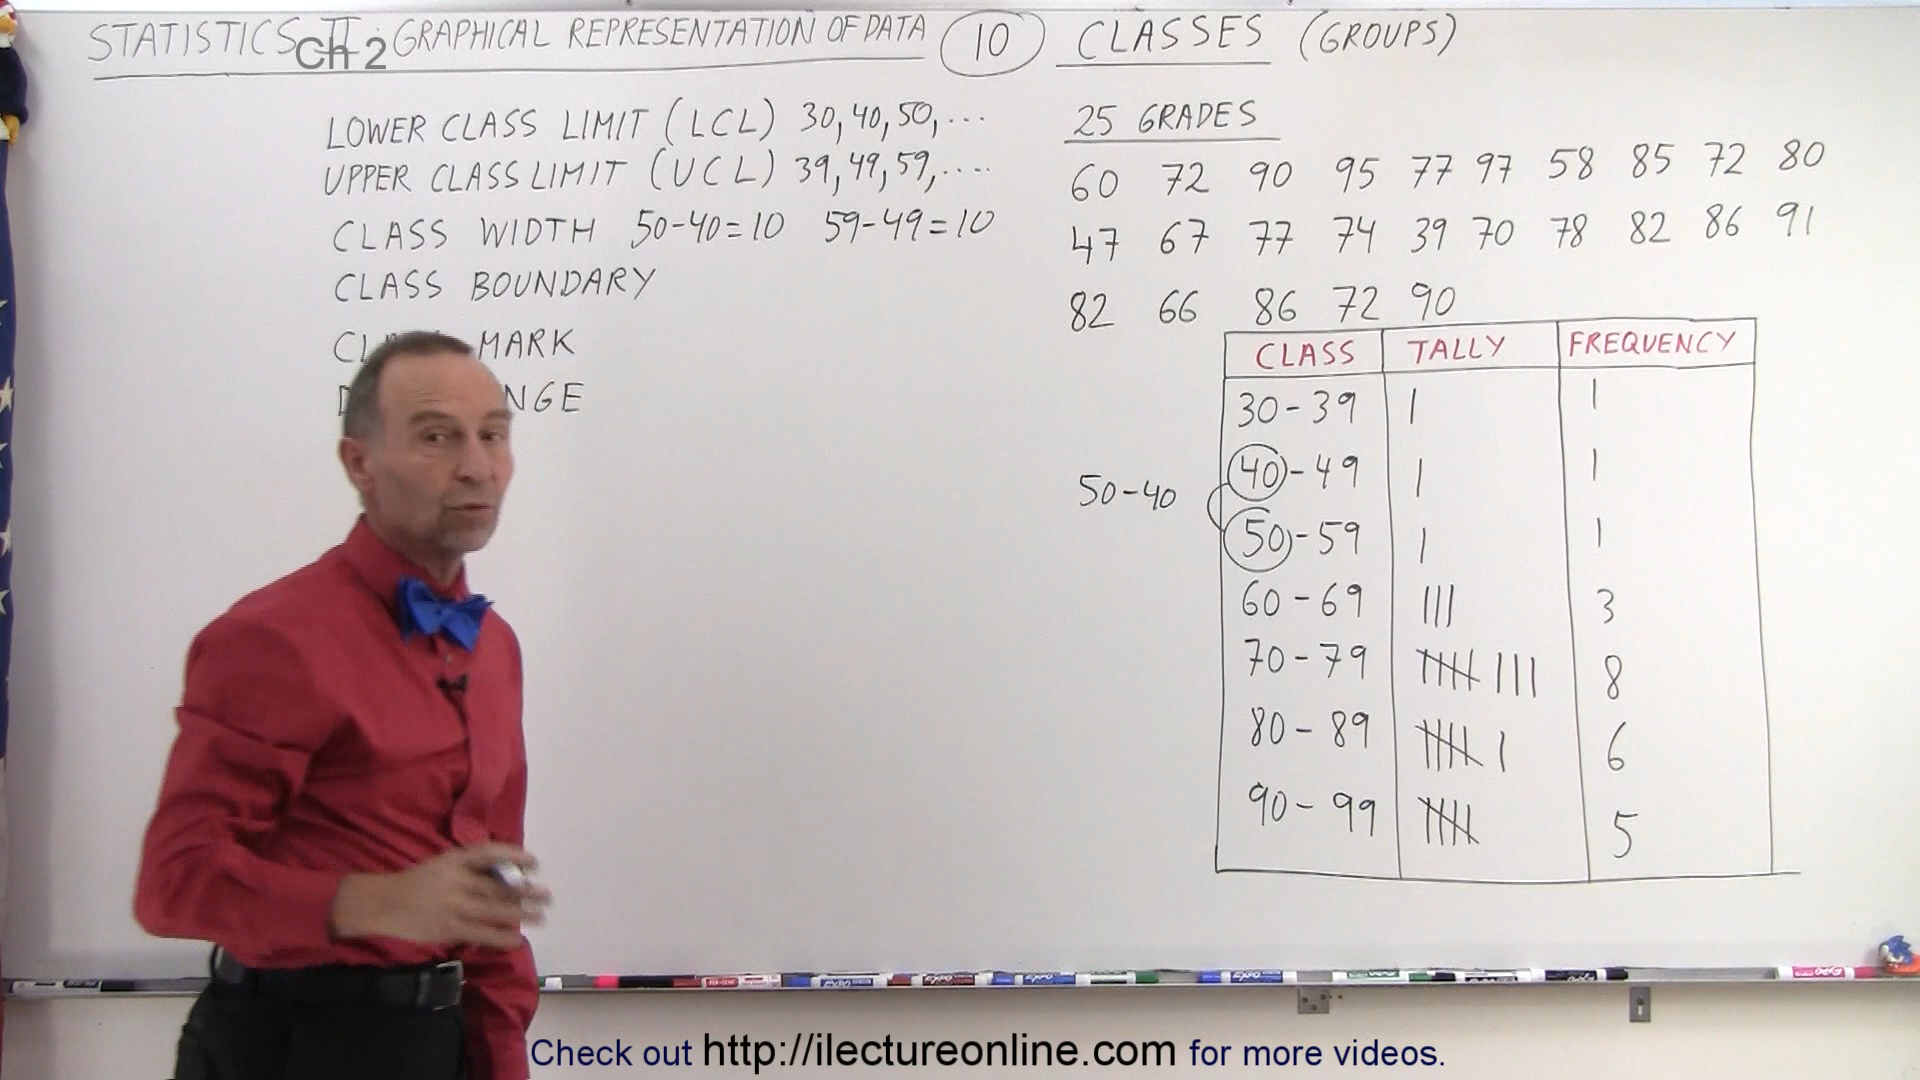 STATISTICS II: GRAPHICAL REPRESENTATION OF DATA 10 CLASSES (GROUPS)
Ch 2
LOWER CLASS LIMIT (LCL) 30, 40, 50, ...
UPPER CLASS LIMIT (UCL) 39, 49, 59, ....
CLASS WIDTH 50-40=10 59-49=10
CLASS BOUNDARY
MARK
25 GRADES
60 72 90 95 77 97 58 85 72 80
47 67 77 74 39 70 78 82 86 91
82 66 86 72 90
CLASS TALLY FREQUENCY
30-39 | 1
40-49 | 1
50-40
50-59 | 1
60-69 ||| 3
70-79 |||| ||| 8
80-89 |||| | 6
90-99 |||| 5
Check out http://ilectureonline.com for more videos.